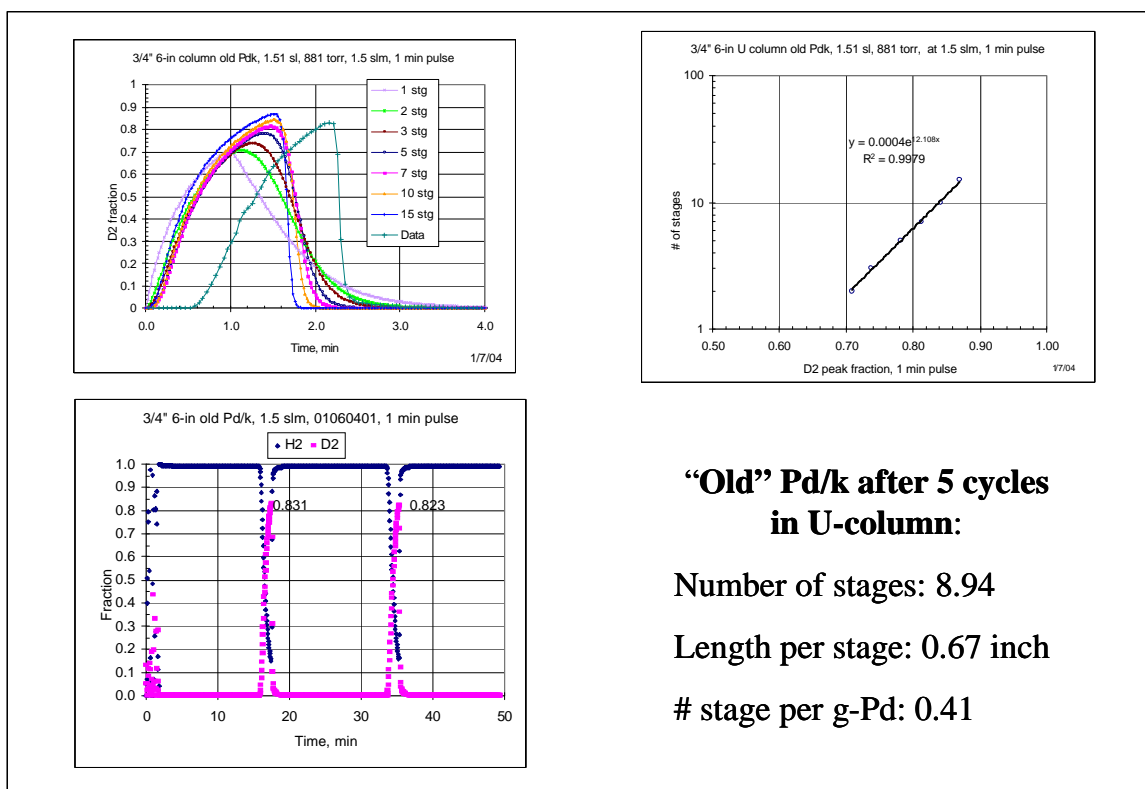 3/4" 6-in column old Pdk, 1.51 sl, 881 torr, 1.5 slm, 1 min pulse
D2 fraction
1
0.9
0.8
0.7
0.6
0.5
0.4
0.3
0.2
0.1
0
0.0 1.0 2.0 3.0 4.0
Time, min
1/7/04
1 stg
2 stg
3 stg
5 stg
7 stg
10 stg
15 stg
Data
3/4" 6-in U column old Pdk, 1.51 sl, 881 torr, at 1.5 slm, 1 min pulse
# of stages
100
10
1
y = 0.0004e^12.108x
R² = 0.9979
0.50 0.60 0.70 0.80 0.90 1.00
D2 peak fraction, 1 min pulse
1/7/04
3/4" 6-in old Pd/k, 1.5 slm, 01060401, 1 min pulse
H2 D2
Fraction
1.0
0.9
0.8
0.7
0.6
0.5
0.4
0.3
0.2
0.1
0.0
0.831 0.823
0 10 20 30 40 50
Time, min
“Old” Pd/k after 5 cycles
in U-column:
Number of stages: 8.94
Length per stage: 0.67 inch
# stage per g-Pd: 0.41